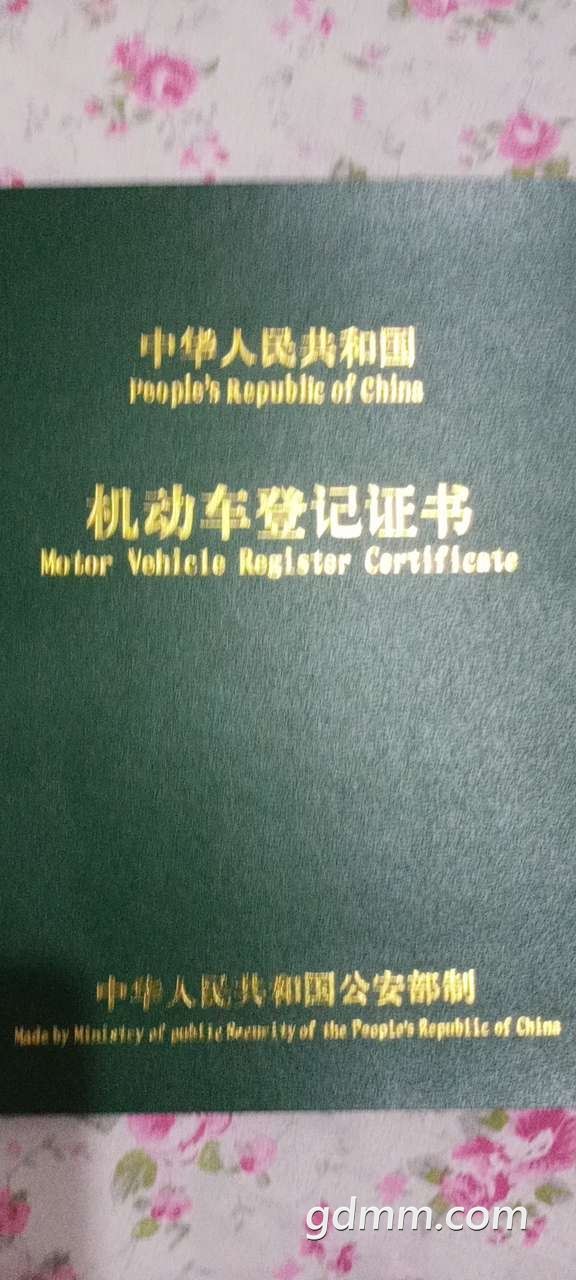 中华人民共和国
People's Republic of China
机动车登记证书
Motor Vehicle Register Certificate
中华人民共和国公安部制
Made by Ministry of public Security of the People's Republic of China
gdmm.com